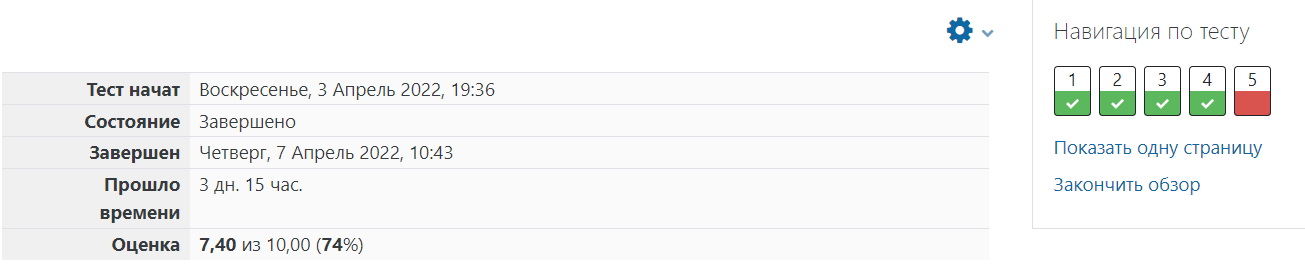 Тест начат Воскресенье, 3 Апрель 2022, 19:36
Состояние Завершено
Завершен Четверг, 7 Апрель 2022, 10:43
Прошло 3 дн. 15 час.
времени
Оценка 7,40 из 10,00 (74%)
Навигация по тесту
1 2 3 4 5
Показать одну страницу
Закончить обзор